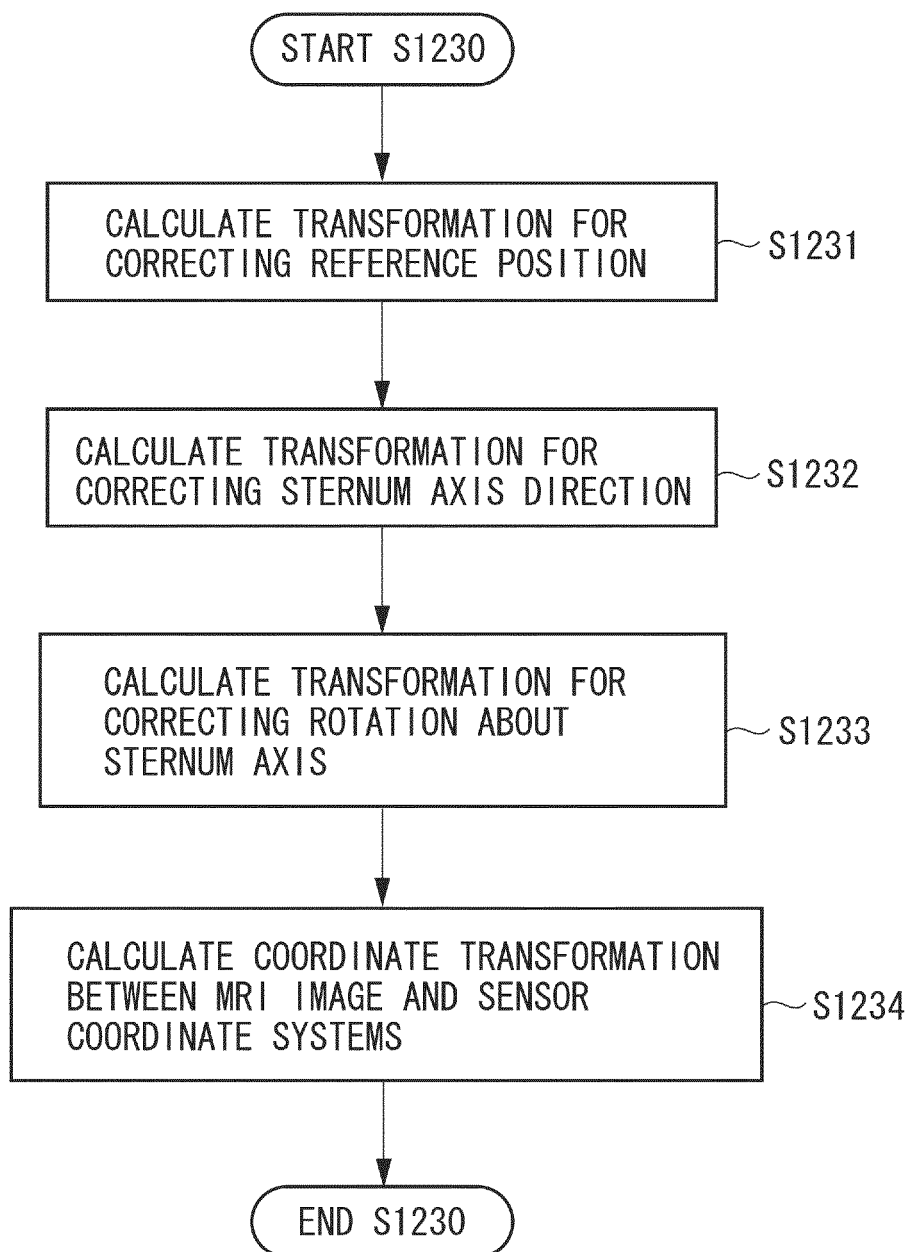 START S1230
CALCULATE TRANSFORMATION FOR
CORRECTING REFERENCE POSITION
S1231
CALCULATE TRANSFORMATION FOR
CORRECTING STERNUM AXIS DIRECTION
S1232
CALCULATE TRANSFORMATION FOR
CORRECTING ROTATION ABOUT
STERNUM AXIS
S1233
CALCULATE COORDINATE TRANSFORMATION
BETWEEN MRI IMAGE AND SENSOR
COORDINATE SYSTEMS
S1234
END S1230